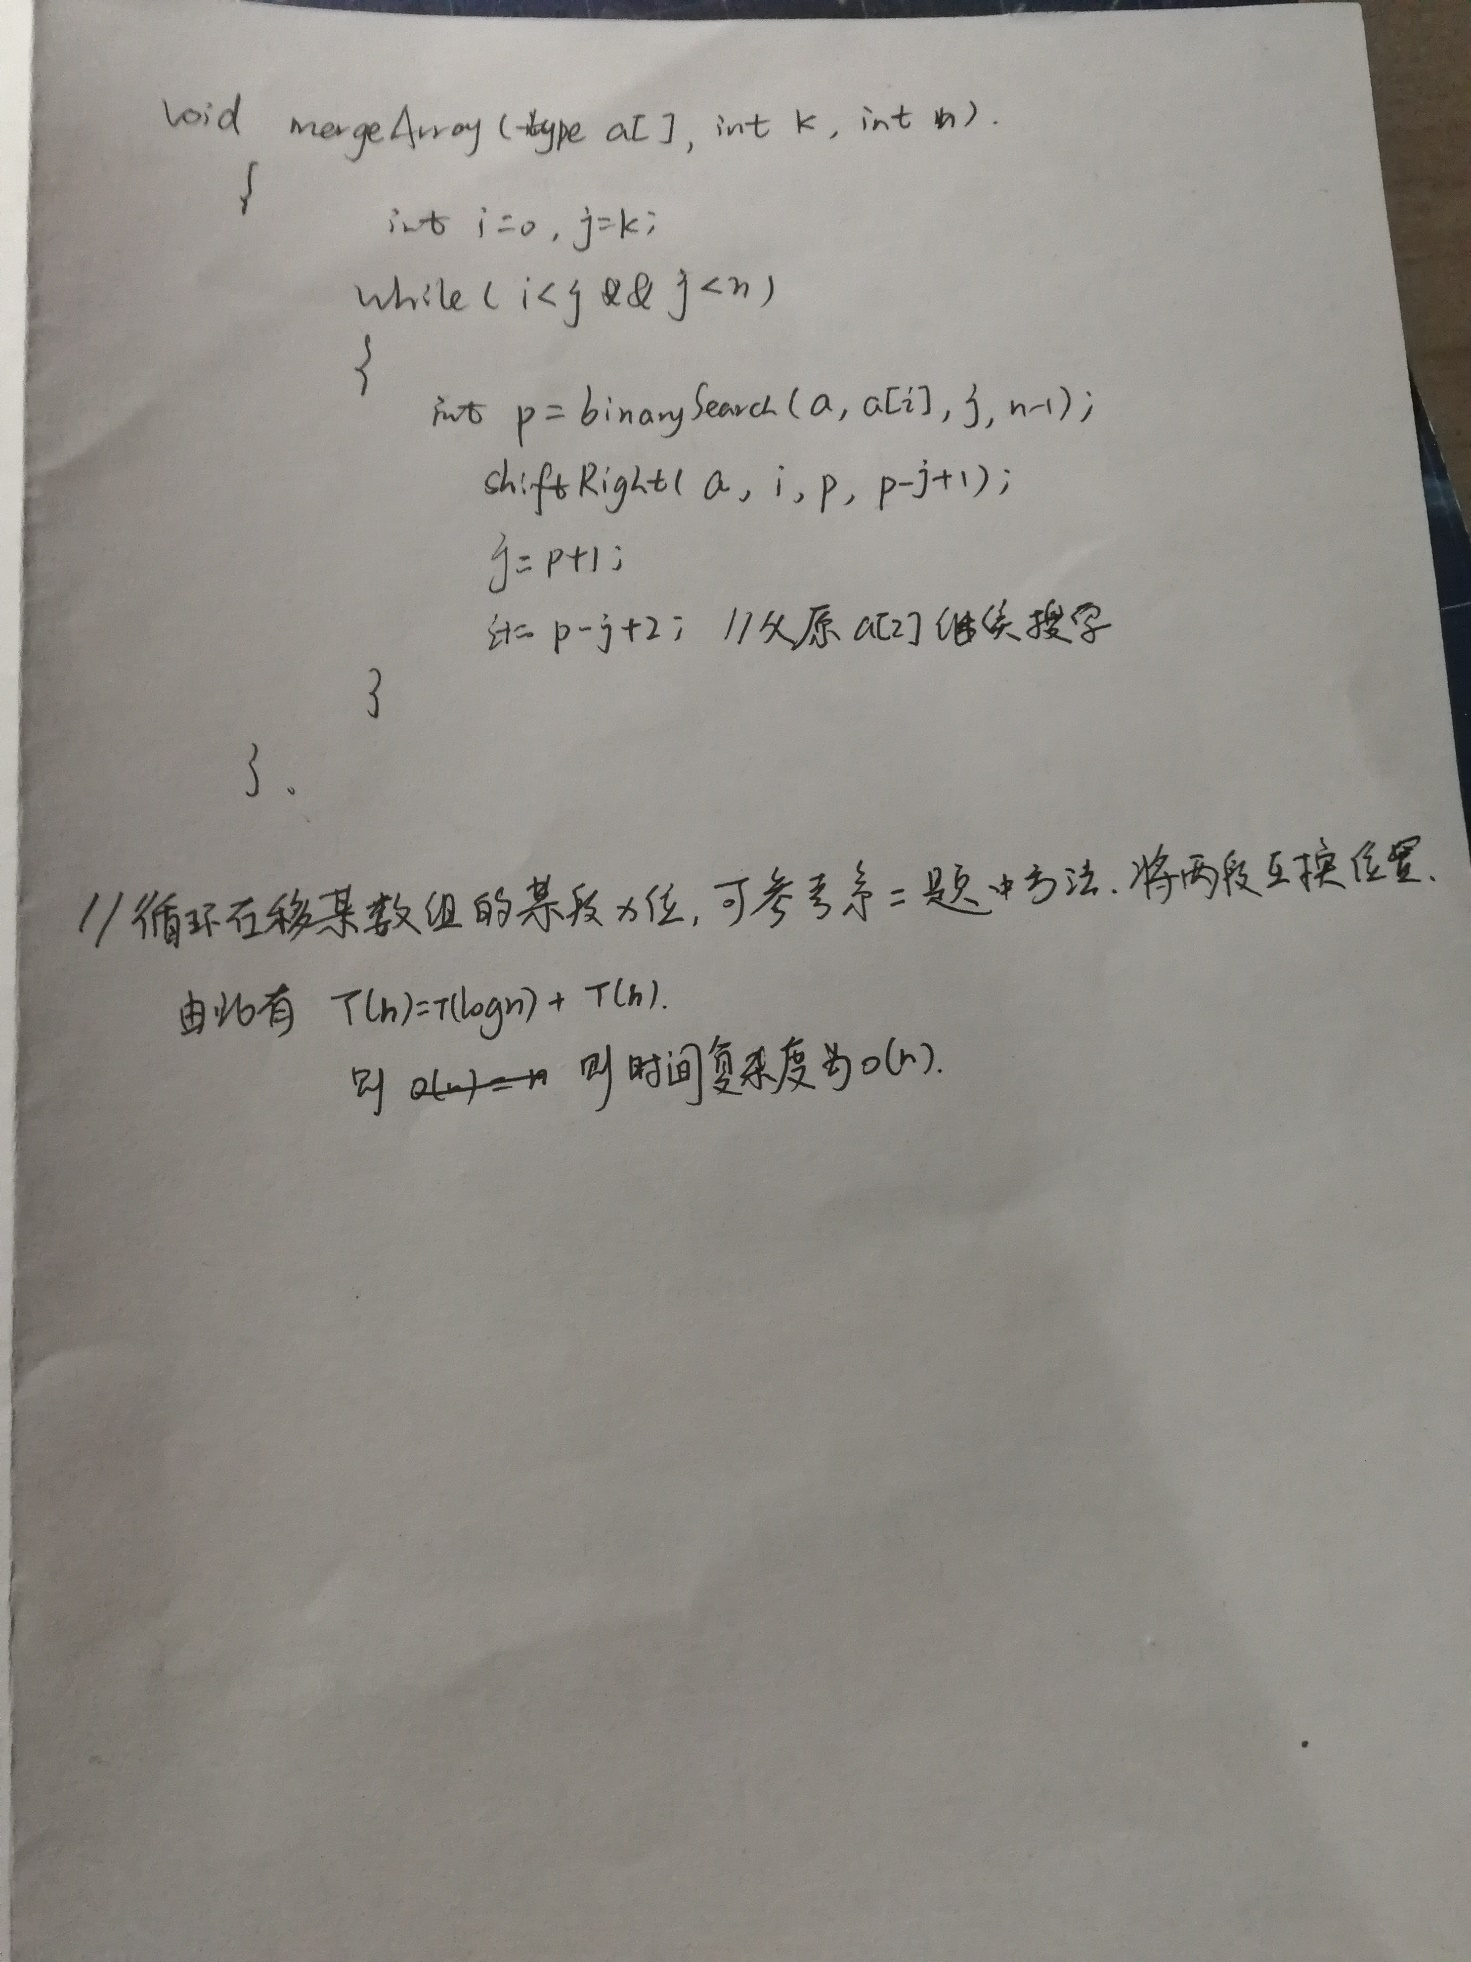 void mergeArray(type a[], int k, int n).
{
int i=0, j=k;
while(i<j && j<n)
{
int p=binarySearch(a, a[i], j, n-1);
shiftRight(a, i, p, p-j+1);
j=p+1;
i+= p-j+2; //从原a[2]继续搜字
}
}.
//循环右移某数组的某段x位,可参考第二题中方法.将两段互换位置.
由此有 T(n)=T(logn)+T(n).
则 则时间复杂度为o(n).